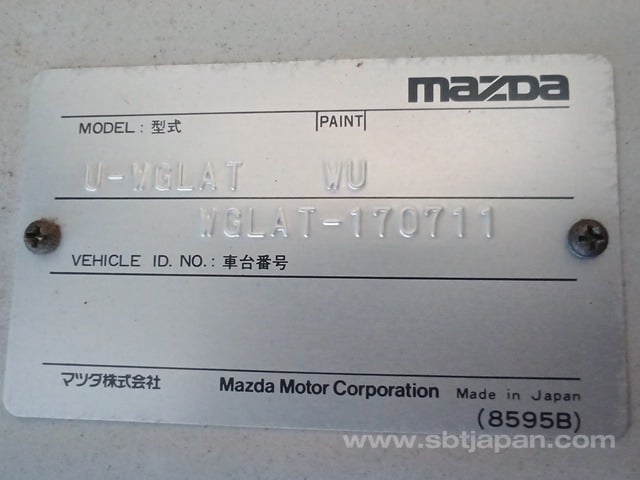 mazda
MODEL : 型式 PAINT
U-WGLAT WU
WGLAT-170711
VEHICLE ID. NO. : 車台番号
マツダ株式会社 Mazda Motor Corporation Made in Japan
(8595B)
www.sbtjapan.com